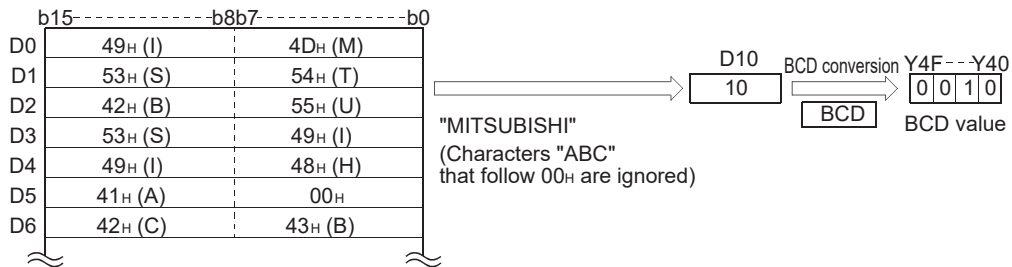 b15 b8b7 b0
D0 49H (I) 4DH (M)
D1 53H (S) 54H (T)
D2 42H (B) 55H (U)
D3 53H (S) 49H (I)
D4 49H (I) 48H (H)
D5 41H (A) 00H
D6 42H (C) 43H (B)
"MITSUBISHI"
(Characters "ABC"
that follow 00H are ignored)
D10
10
BCD conversion
BCD
Y4F---Y40
0 0 1 0
BCD value